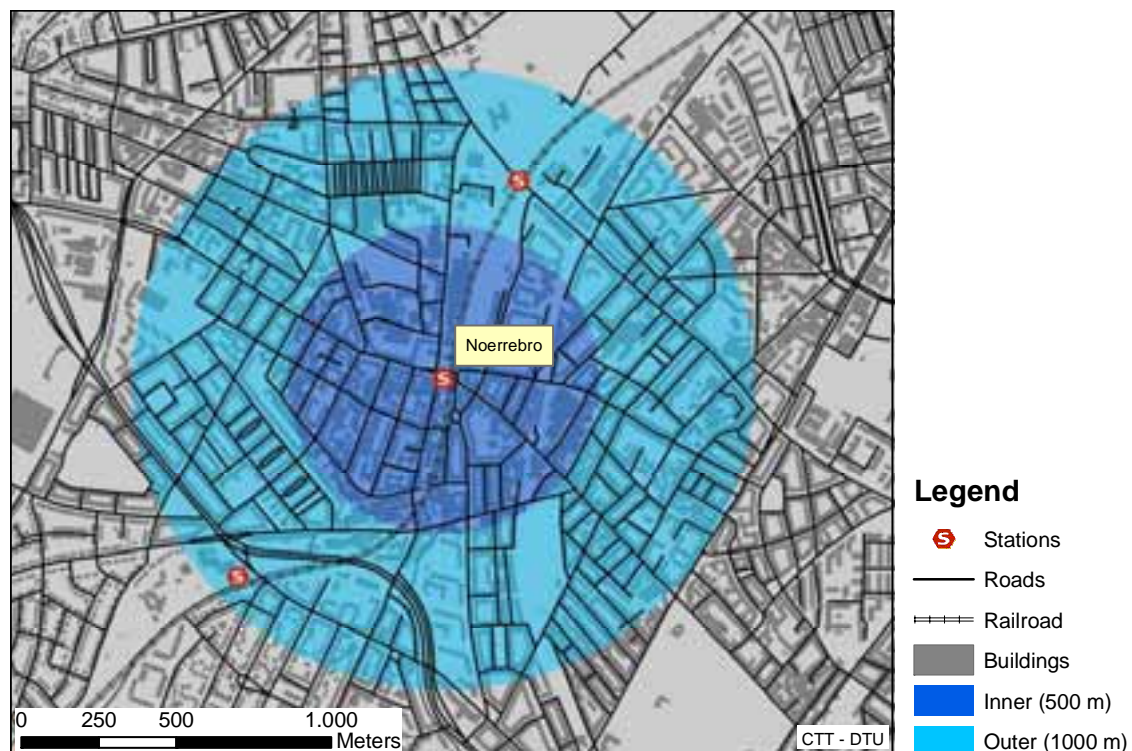 Noerrebro
0 250 500 1.000
Meters
CTT - DTU
Legend
S Stations
Roads
Railroad
Buildings
Inner (500 m)
Outer (1000 m)
S
S
S